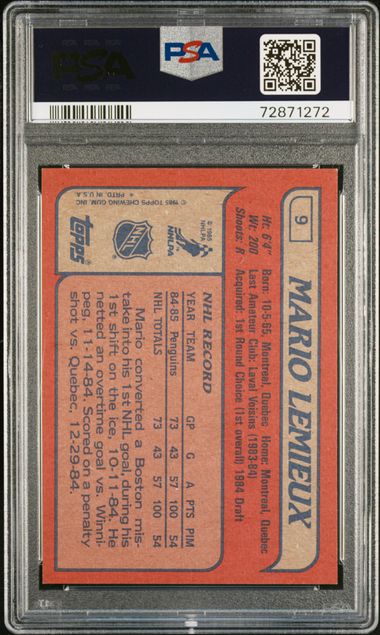 PSA
PSA
72871272
9
MARIO LEMIEUX
Ht: 6'4" Born: 10-5-65, Montreal, Quebec Home: Montreal, Quebec
Wt: 200 Last Amateur Club: Laval Voisins (1983-84)
Shoots: R Acquired: 1st Round Choice (1st overall) 1984 Draft
NHL RECORD
YEAR TEAM GP G A PTS PIM
84-85 Penguins 73 43 57 100 54
NHL TOTALS 73 43 57 100 54
Mario converted a Boston mis-
take into his 1st NHL goal, during his
1st shift on the ice, 10-11-84. He
netted an overtime goal vs. Winni-
peg, 11-14-84. Scored on a penalty
shot vs. Quebec, 12-29-84.
© 1985
NHLPA
NHLPA
NHL
topps
© 1985 TOPPS CHEWING GUM, INC.
PRTD. IN U.S.A.